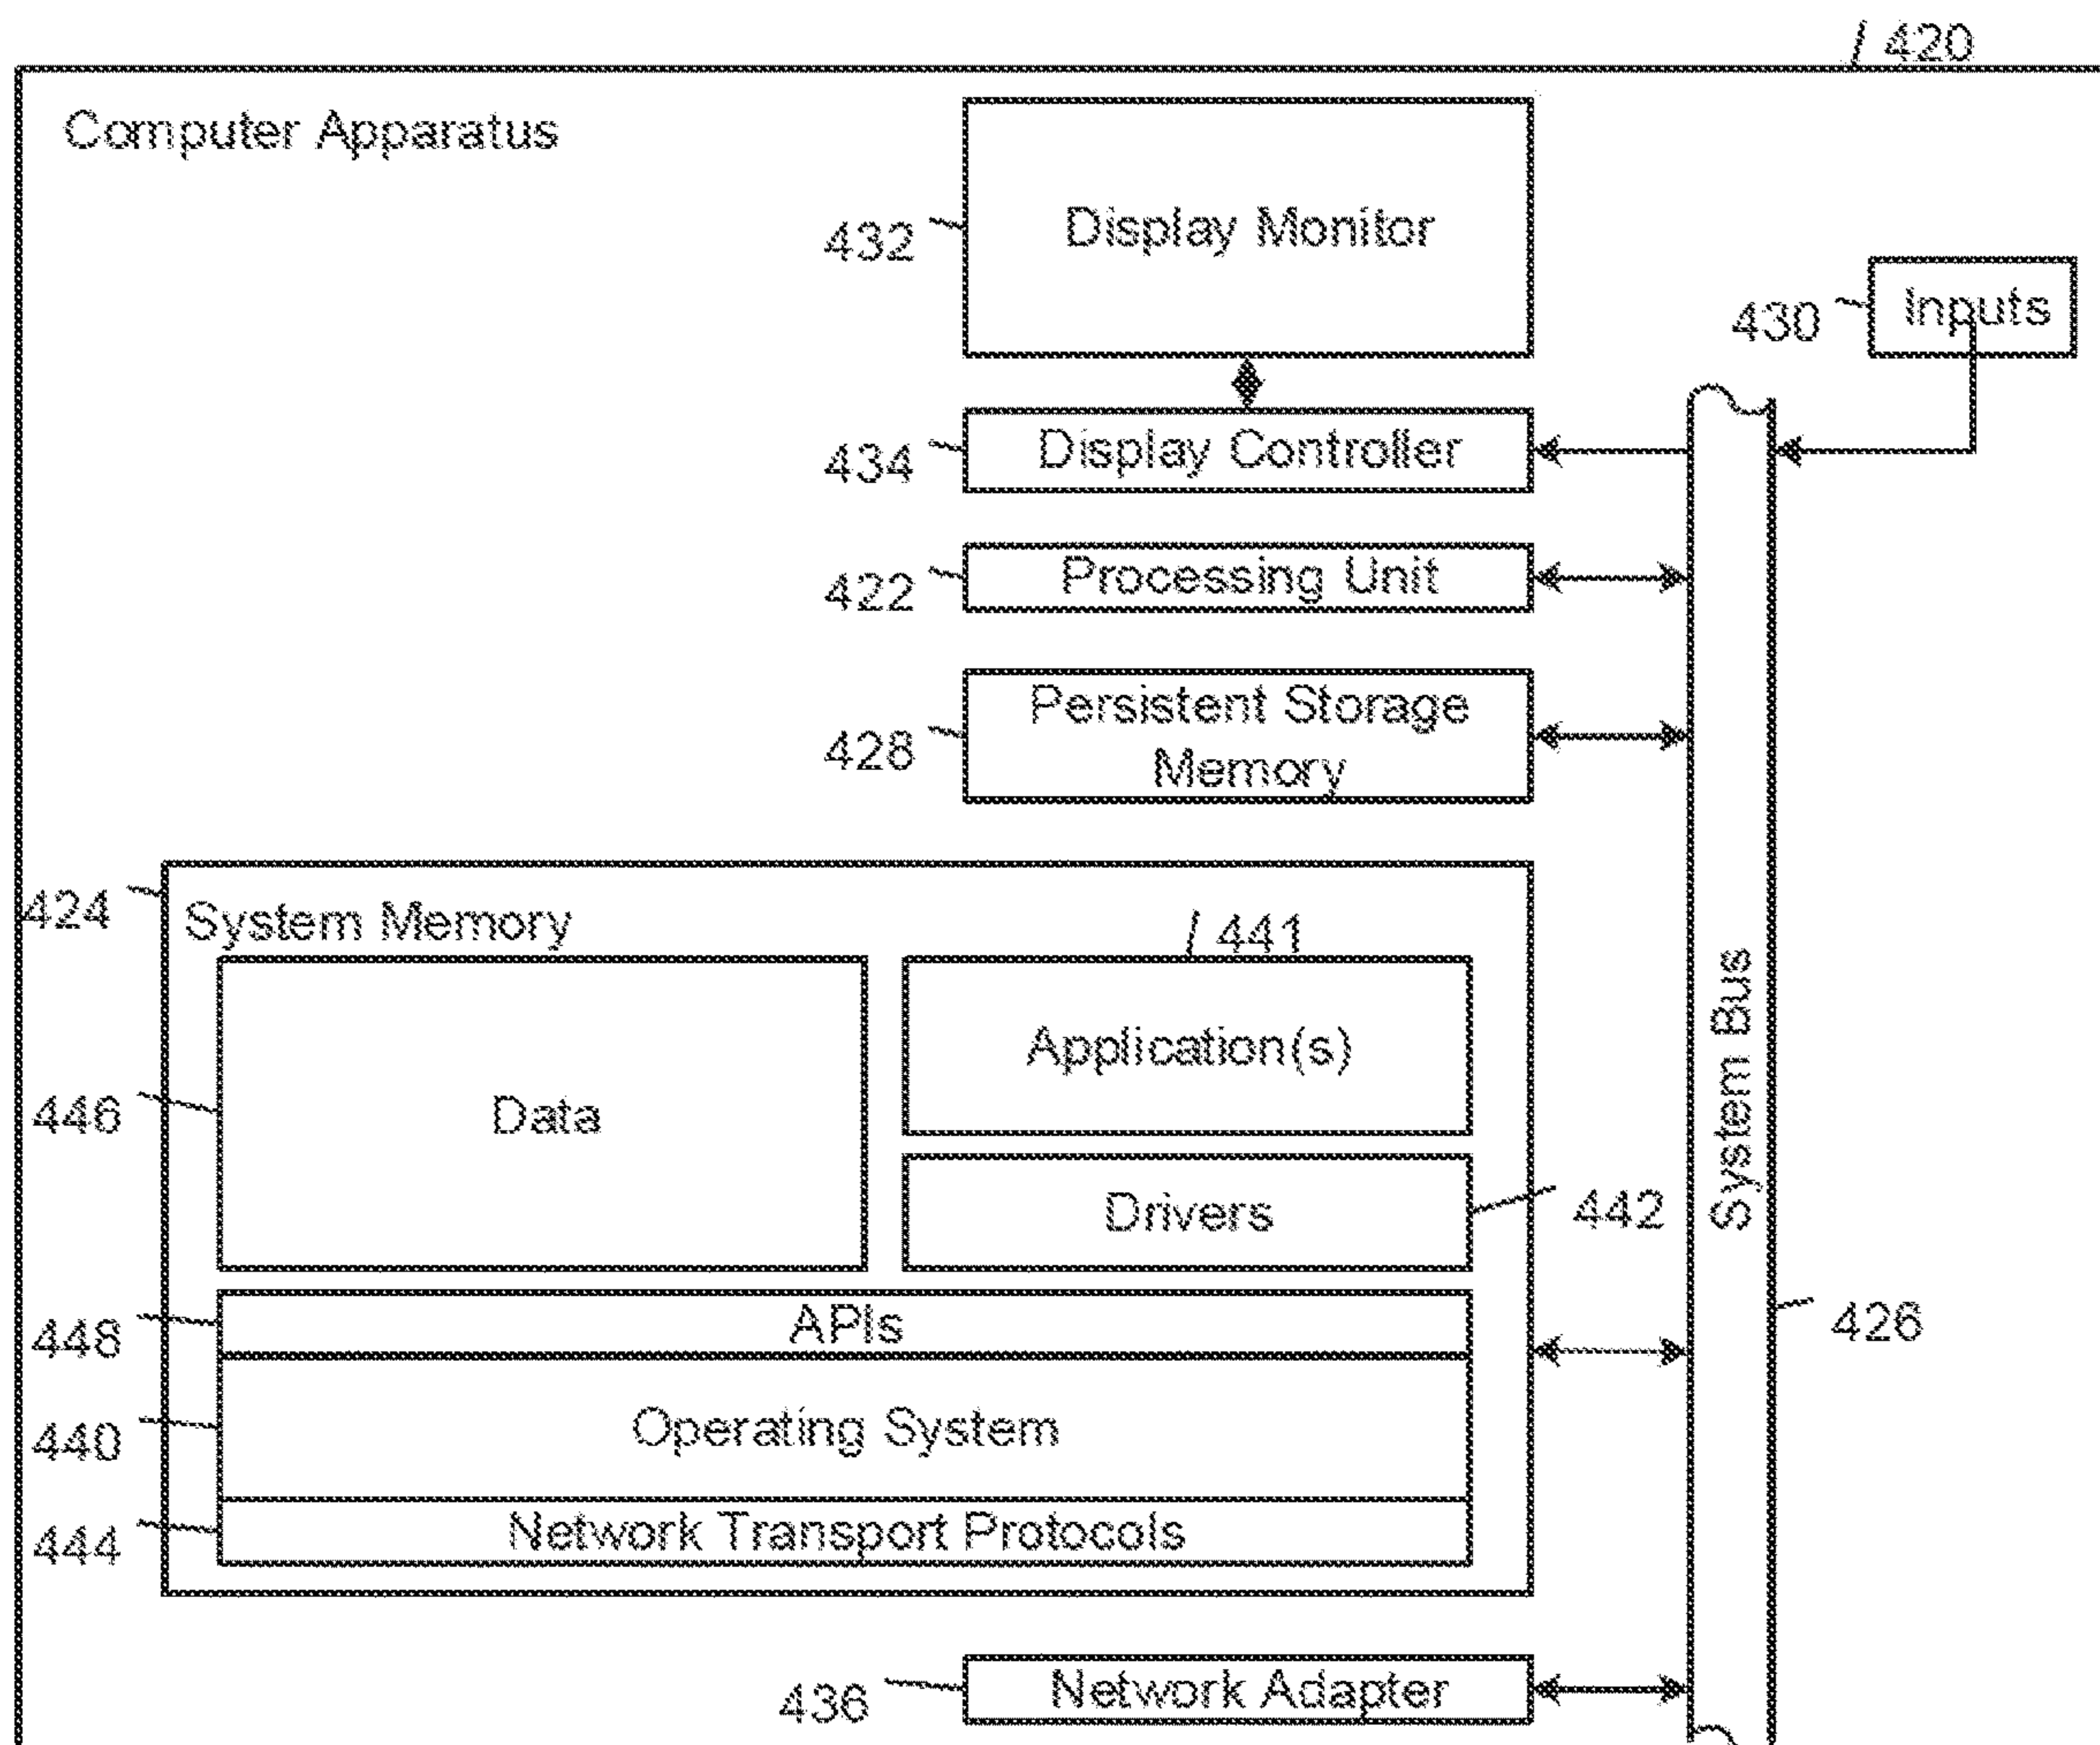 420
Computer Apparatus
432
Display Monitor
430
Inputs
434
Display Controller
422
Processing Unit
428
Persistent Storage
Memory
424
System Memory
441
446
Data
Application(s)
Drivers
442
System Bus
426
448
APIs
440
Operating System
444
Network Transport Protocols
436
Network Adapter